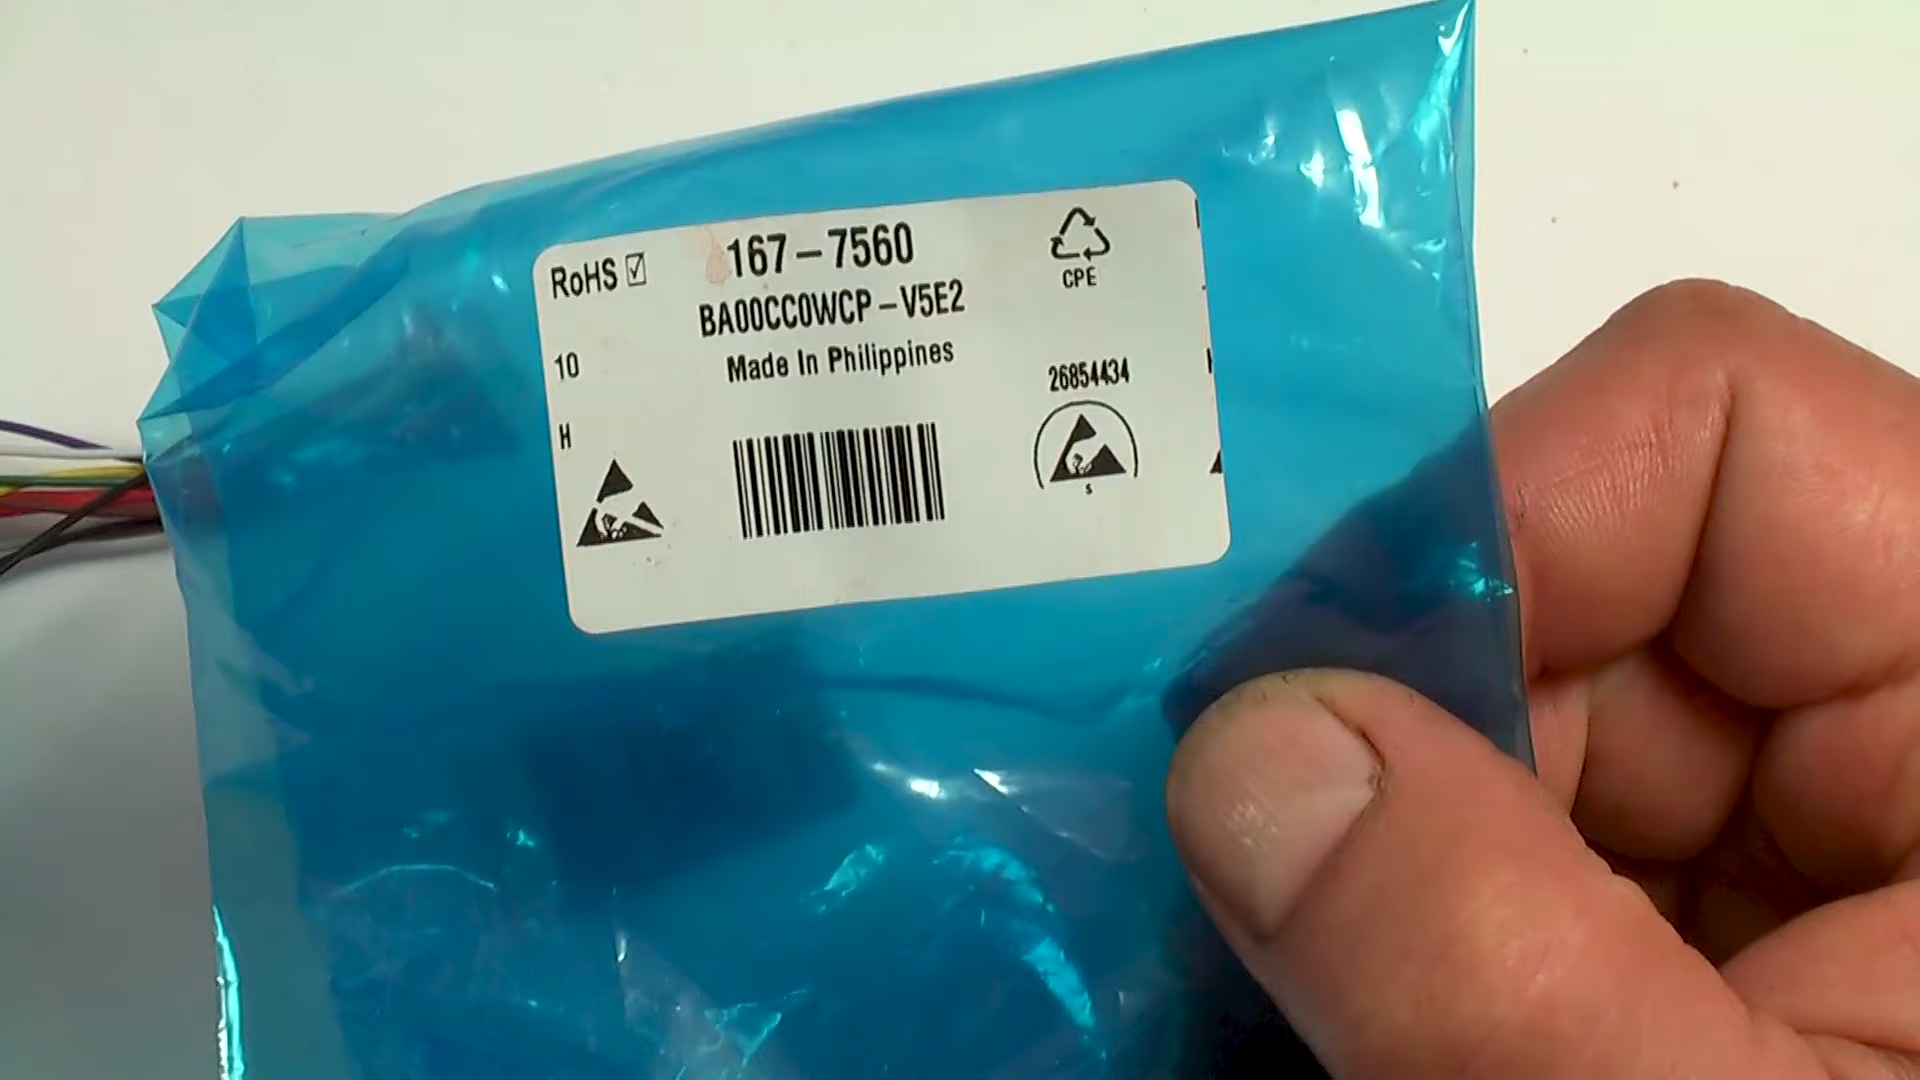 RoHS ☑
167-7560
BA00CC0WCP-V5E2
Made In Philippines
CPE
10
26854434
H
S